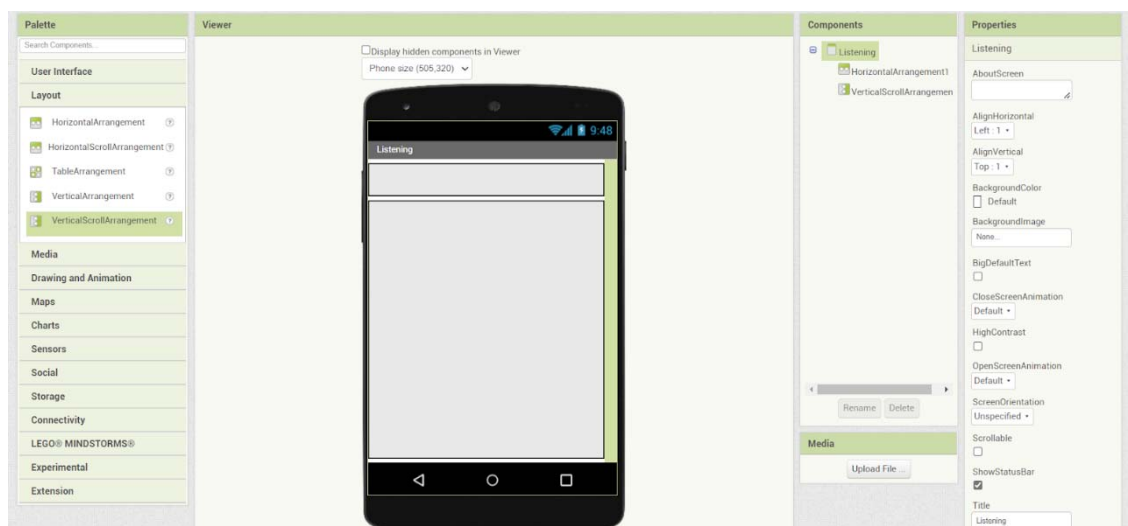 Palette
Search Components...
User Interface
Layout
HorizontalArrangement
HorizontalScrollArrangement
TableArrangement
VerticalArrangement
VerticalScrollArrangement
Media
Drawing and Animation
Maps
Charts
Sensors
Social
Storage
Connectivity
LEGO® MINDSTORMS®
Experimental
Extension
Viewer
Display hidden components in Viewer
Phone size (505,320)
9:48
Listening
Components
Listening
HorizontalArrangement1
VerticalScrollArrangemen
Rename Delete
Media
Upload File ...
Properties
Listening
AboutScreen
AlignHorizontal
Left : 1
AlignVertical
Top : 1
BackgroundColor
Default
BackgroundImage
None...
BigDefaultText
CloseScreenAnimation
Default
HighContrast
OpenScreenAnimation
Default
ScreenOrientation
Unspecified
Scrollable
ShowStatusBar
Title
Listening